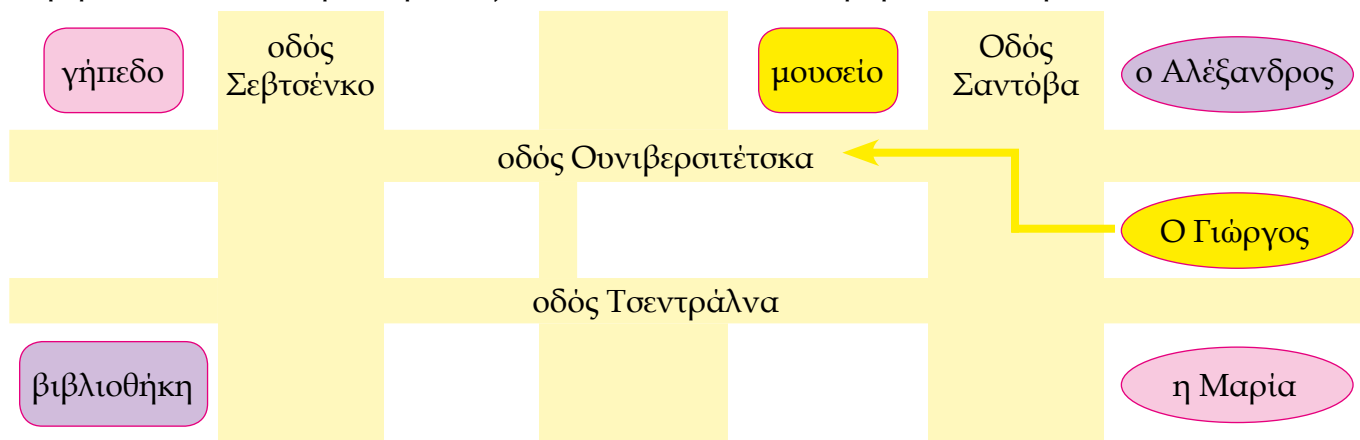 γήπεδο
οδός
Σεβτσένκο
μουσείο
Οδός
Σαντόβα
ο Αλέξανδρος
οδός Ουνιβερσιτέτσκα
Ο Γιώργος
οδός Τσεντράλνα
βιβλιοθήκη
η Μαρία